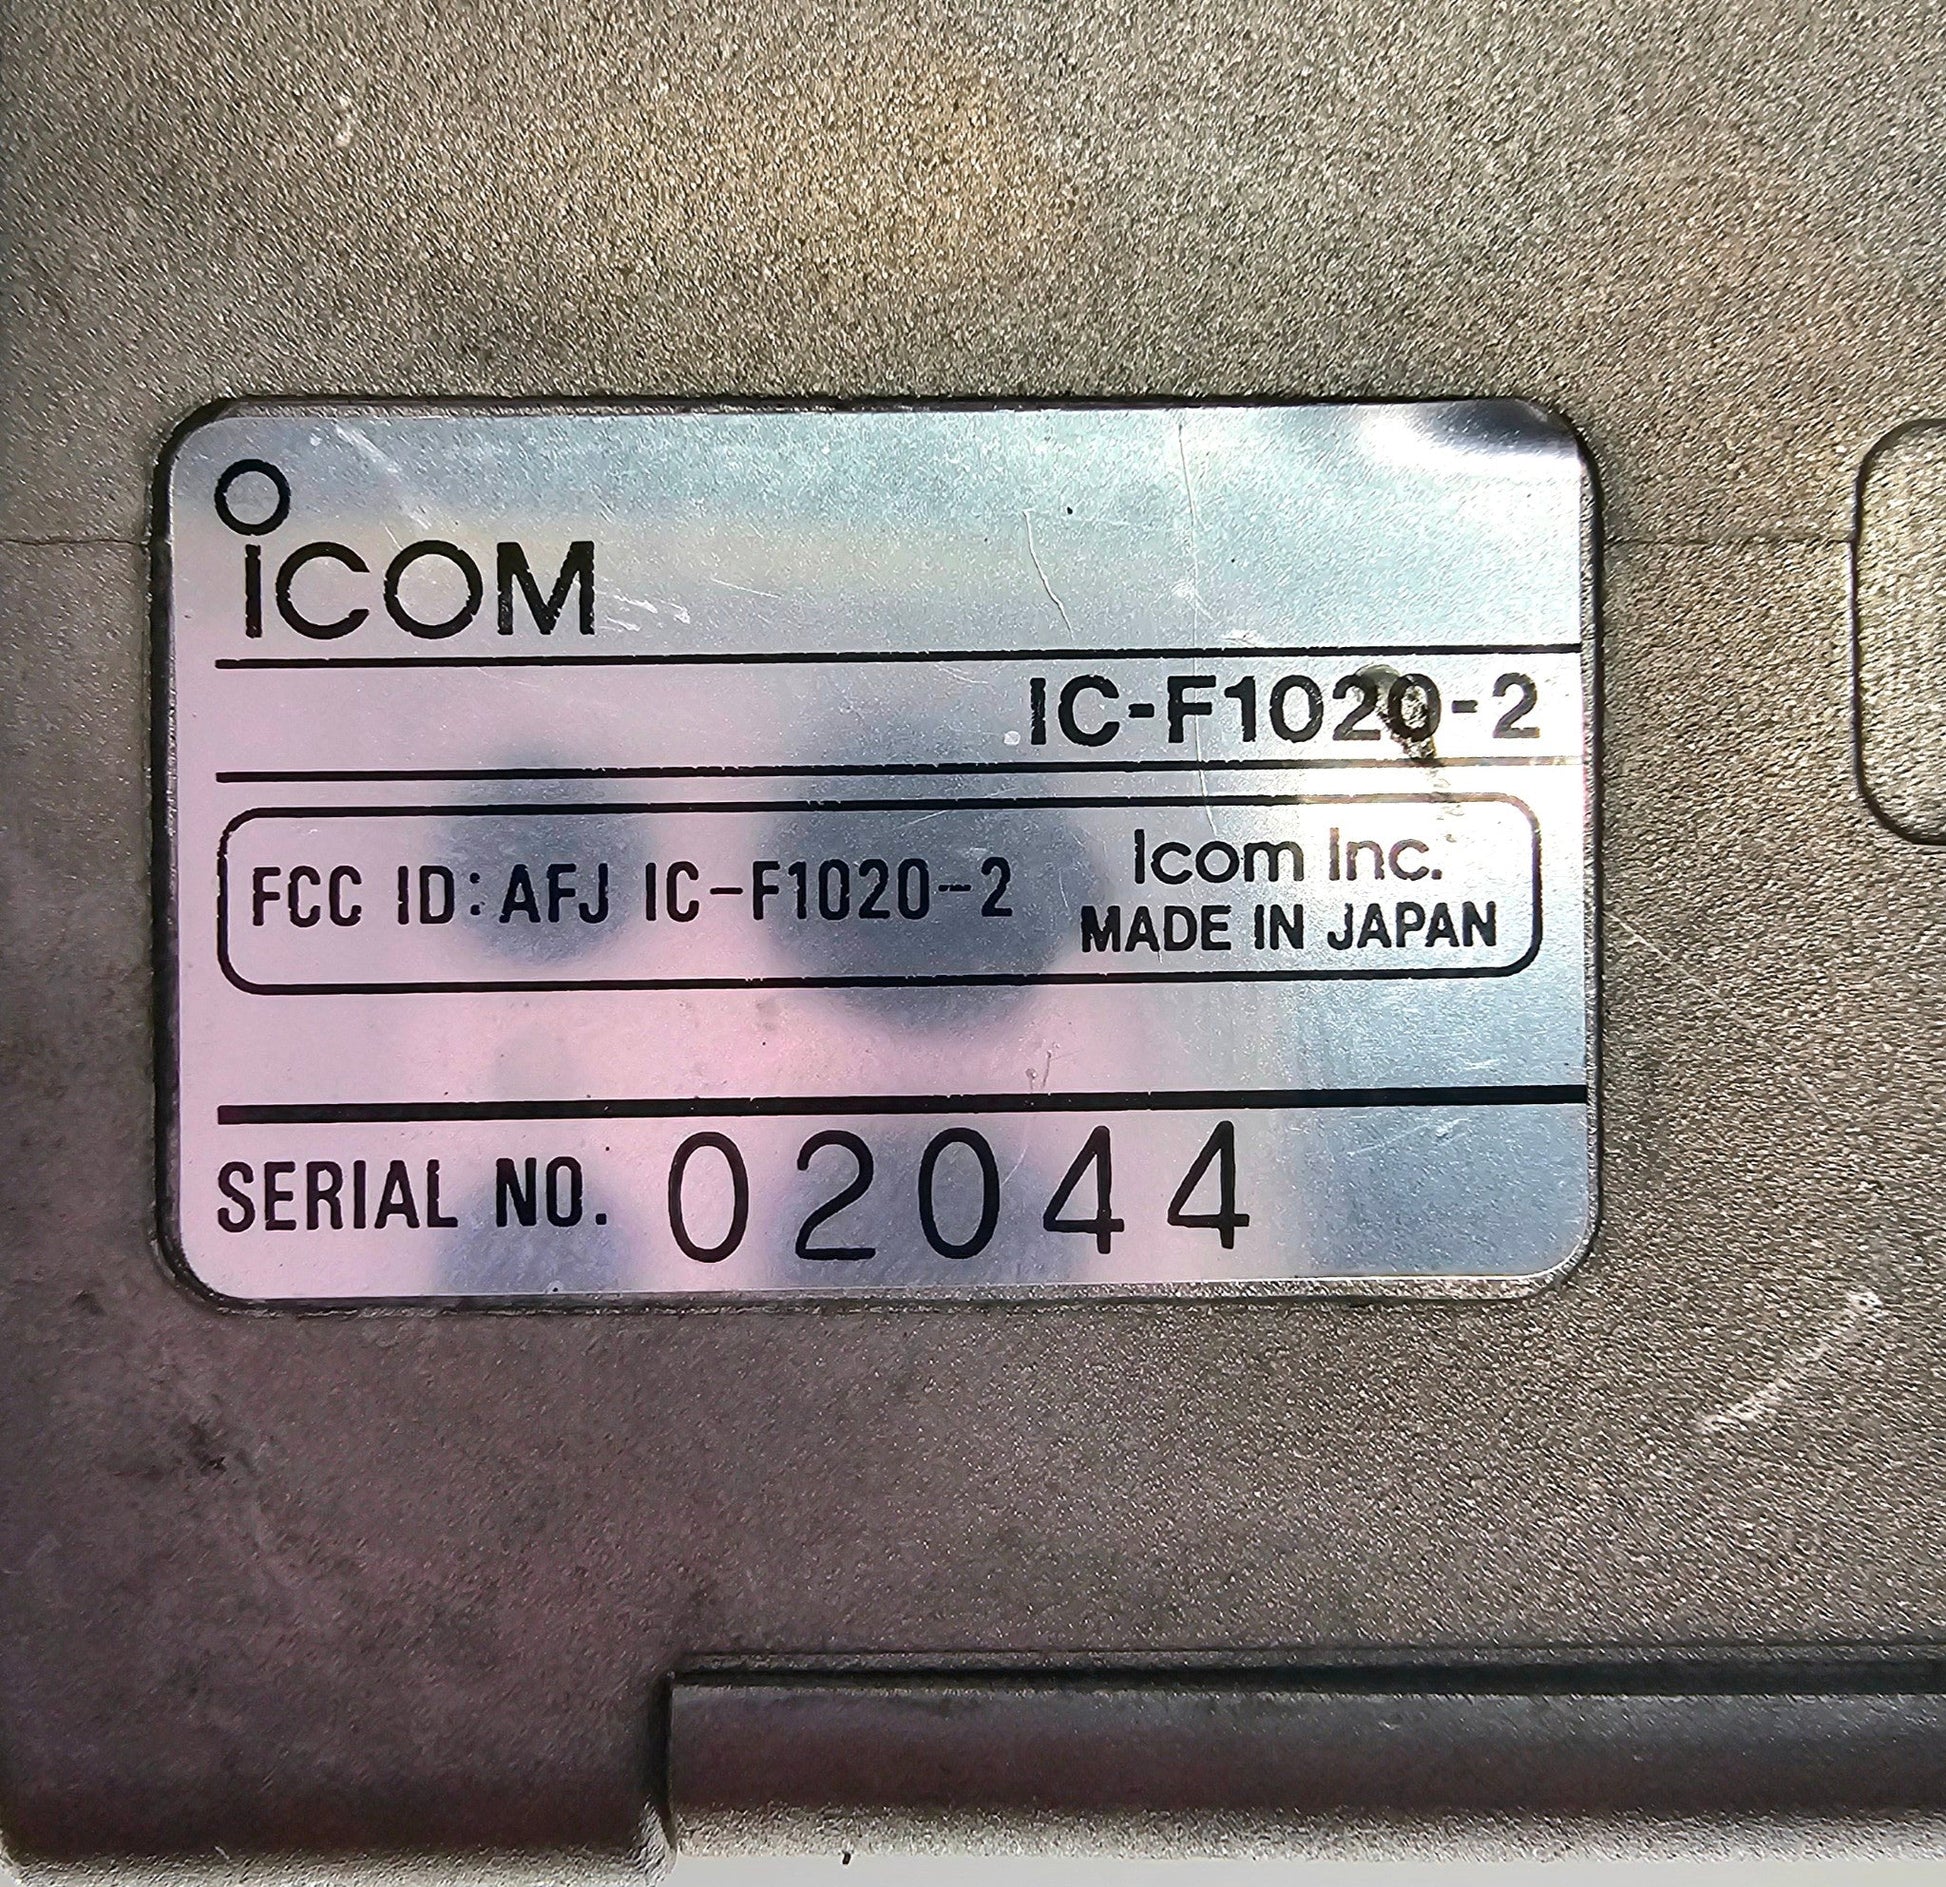 ICOM
IC-F1020-2
FCC ID: AFJ IC-F1020-2
Icom Inc.
MADE IN JAPAN
SERIAL NO. 02044